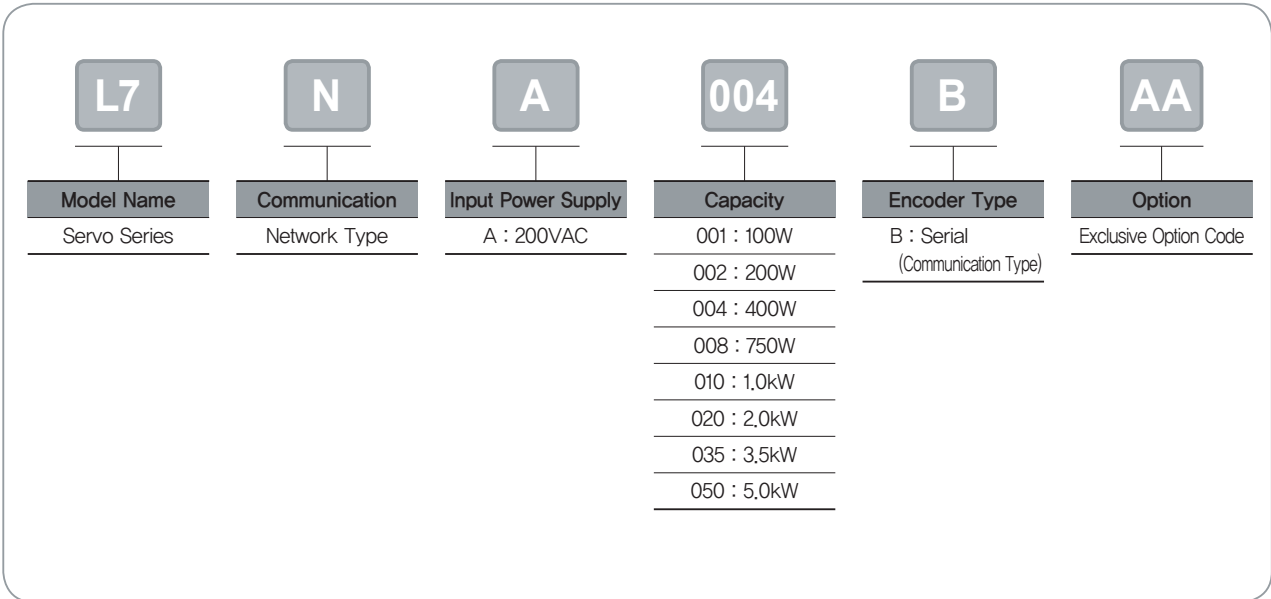 L7 N A 004 B AA
Model Name
Servo Series
Communication
Network Type
Input Power Supply
A : 200VAC
Capacity
001 : 100W
002 : 200W
004 : 400W
008 : 750W
010 : 1.0kW
020 : 2.0kW
035 : 3.5kW
050 : 5.0kW
Encoder Type
B : Serial
(Communication Type)
Option
Exclusive Option Code